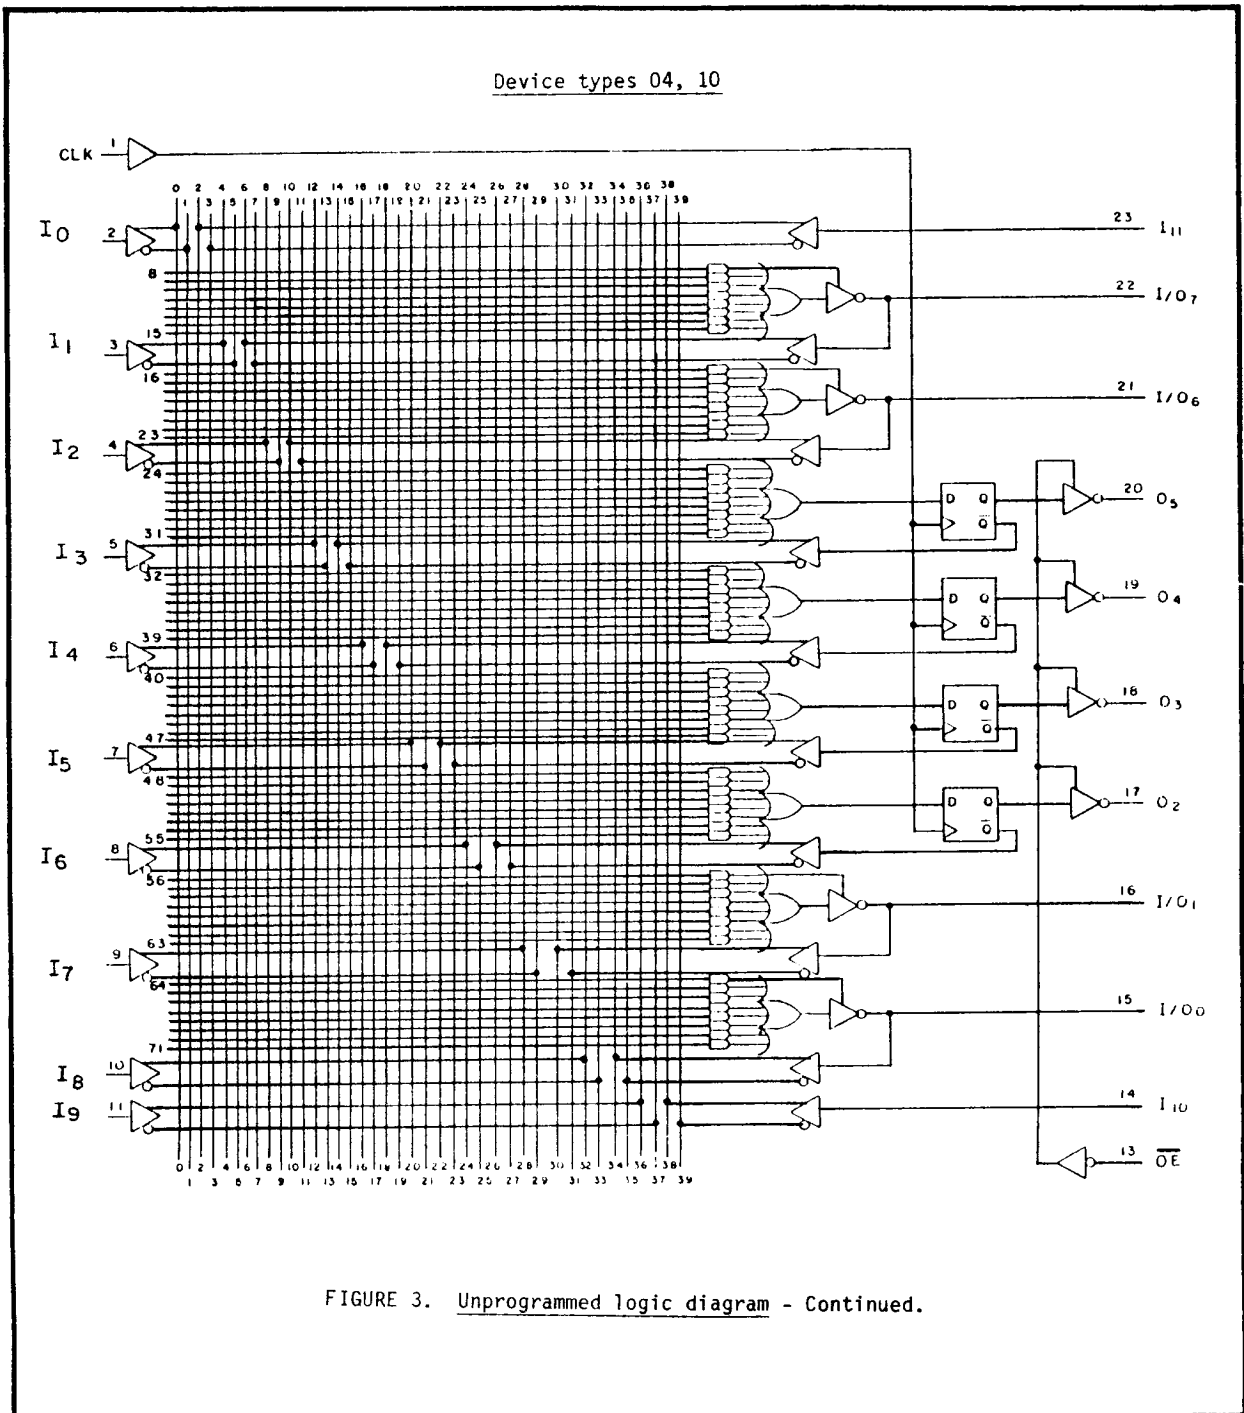 Device types 04, 10
CLK 1
0 2 4 6 8 10 12 14 16 18 20 22 24 26 28 30 32 34 36 38
1 3 5 7 9 11 13 15 17 19 21 23 25 27 29 31 33 35 37 39
I0 2
23 I11
8
22 I/O7
15
I1 3
16
21 I/O6
23
I2 4
24
D Q
Q
20 O5
31
I3 5
32
D Q
Q
19 O4
39
I4 6
40
D Q
Q
18 O3
47
I5 7
48
D Q
Q
17 O2
55
I6 8
56
16 I/O1
63
I7 9
64
15 I/O0
71
I8 10
I9 11
14 I10
13 OE
0 2 4 6 8 10 12 14 16 18 20 22 24 26 28 30 32 34 36 38
1 3 5 7 9 11 13 15 17 19 21 23 25 27 29 31 33 35 37 39
FIGURE 3. Unprogrammed logic diagram - Continued.